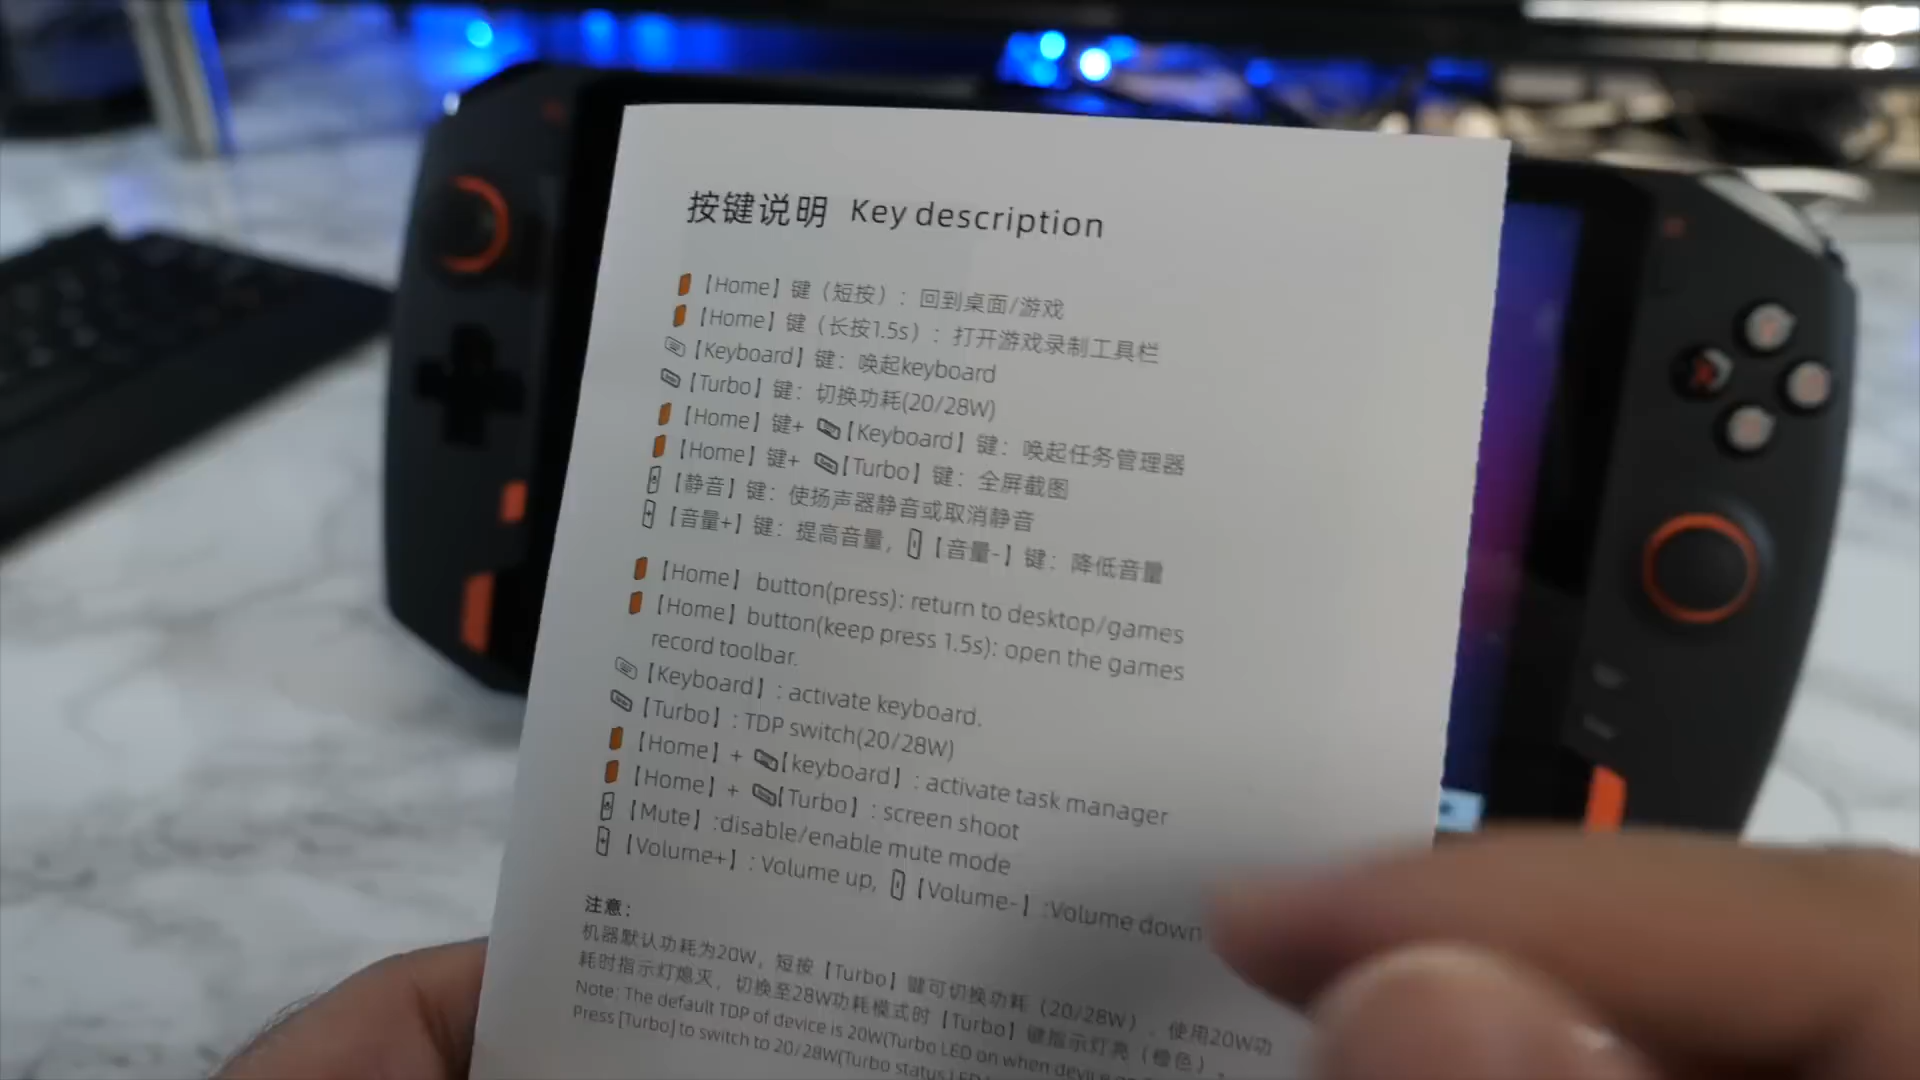 按键说明 Key description
【Home】键（短按）：回到桌面/游戏
【Home】键（长按1.5s）：打开游戏录制工具栏
【Keyboard】键：唤起keyboard
【Turbo】键：切换功耗(20/28W)
【Home】键+【Keyboard】键：唤起任务管理器
【Home】键+【Turbo】键：全屏截图
【静音】键：使扬声器静音或取消静音
【音量+】键：提高音量，【音量-】键：降低音量
【Home】button(press): return to desktop/games
【Home】button(keep press 1.5s): open the games
record toolbar.
【Keyboard】: activate keyboard.
【Turbo】: TDP switch(20/28W)
【Home】+【keyboard】: activate task manager
【Home】+【Turbo】: screen shoot
【Mute】:disable/enable mute mode
【Volume+】: Volume up,【Volume-】:Volume down
注意：
机器默认功耗为20W，短按【Turbo】键可切换功耗（20/28W）．使用20W功
耗时指示灯熄灭，切换至28W功耗模式时【Turbo】键指示灯亮（橙色）。
Note: The default TDP of device is 20W(Turbo LED on when device
Press [Turbo] to switch to 20/28W(Turbo status LED